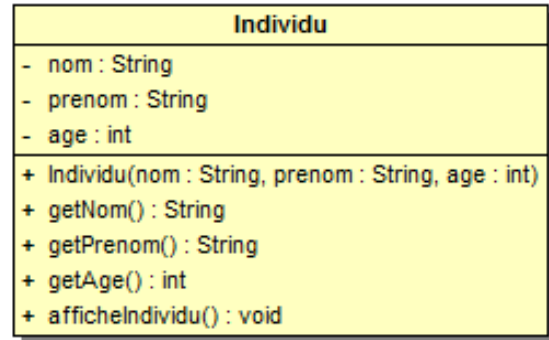 Individu
- nom : String
- prenom : String
- age : int
+ Individu(nom : String, prenom : String, age : int)
+ getNom() : String
+ getPrenom() : String
+ getAge() : int
+ afficheIndividu() : void